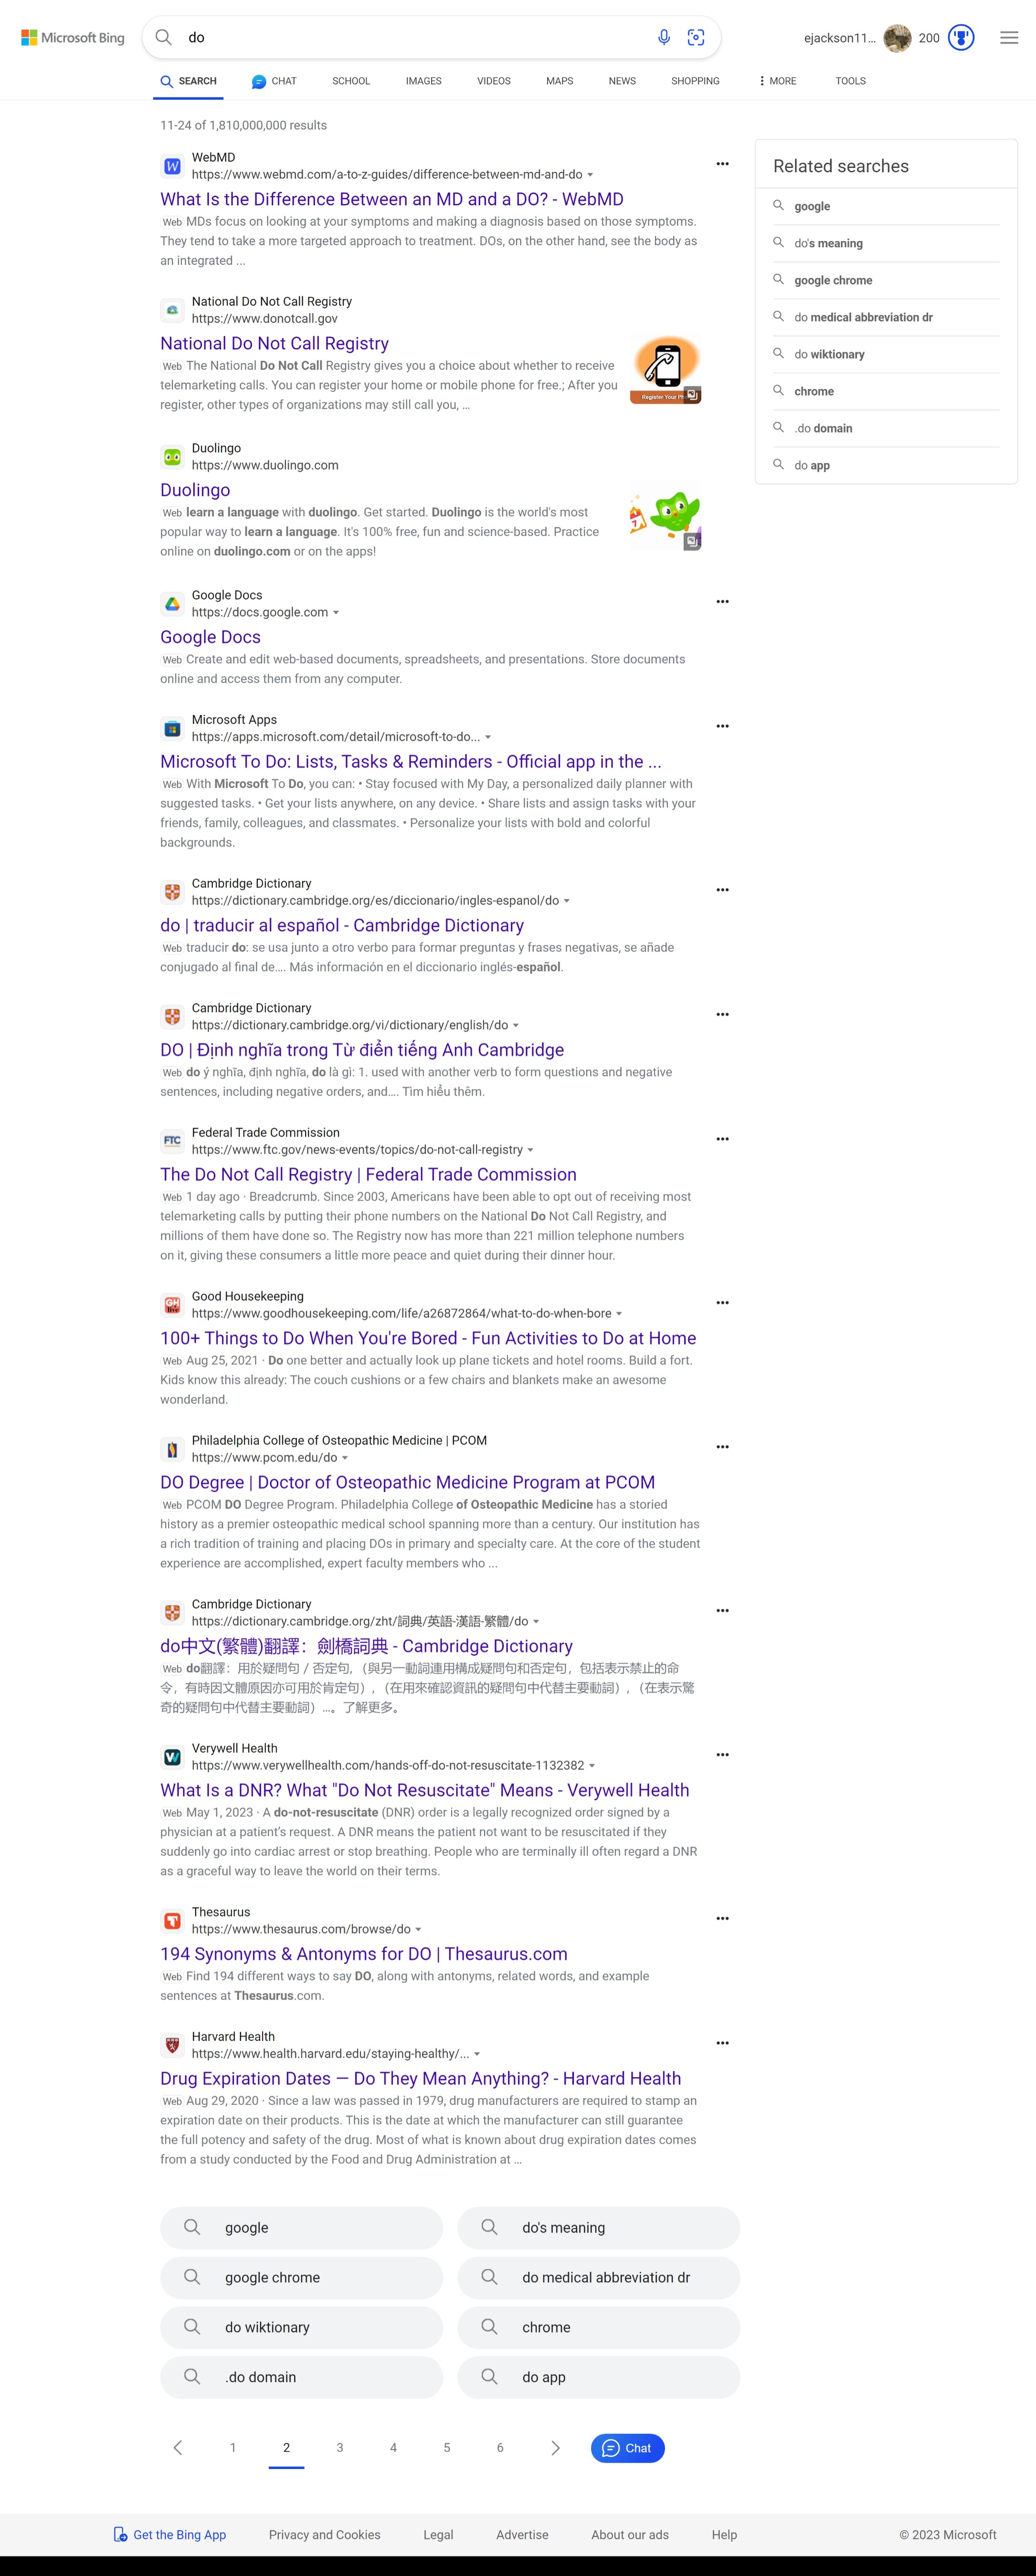 Microsoft Bing
do
ejackson11...
200
SEARCH
CHAT
SCHOOL
IMAGES
VIDEOS
MAPS
NEWS
SHOPPING
MORE
TOOLS
11-24 of 1,810,000,000 results
WebMD
https://www.webmd.com/a-to-z-guides/difference-between-md-and-do
What Is the Difference Between an MD and a DO? - WebMD
Web MDs focus on looking at your symptoms and making a diagnosis based on those symptoms.
They tend to take a more targeted approach to treatment. DOs, on the other hand, see the body as
an integrated ...
National Do Not Call Registry
https://www.donotcall.gov
National Do Not Call Registry
Web The National Do Not Call Registry gives you a choice about whether to receive
telemarketing calls. You can register your home or mobile phone for free.; After you
register, other types of organizations may still call you, …
Register Your
Duolingo
https://www.duolingo.com
Duolingo
Web learn a language with duolingo. Get started. Duolingo is the world's most
popular way to learn a language. It's 100% free, fun and science-based. Practice
online on duolingo.com or on the apps!
Google Docs
https://docs.google.com
Google Docs
Web Create and edit web-based documents, spreadsheets, and presentations. Store documents
online and access them from any computer.
Microsoft Apps
https://apps.microsoft.com/detail/microsoft-to-do...
Microsoft To Do: Lists, Tasks & Reminders - Official app in the ...
Web With Microsoft To Do, you can: • Stay focused with My Day, a personalized daily planner with
suggested tasks. • Get your lists anywhere, on any device. • Share lists and assign tasks with your
friends, family, colleagues, and classmates. • Personalize your lists with bold and colorful
backgrounds.
Cambridge Dictionary
https://dictionary.cambridge.org/es/diccionario/ingles-espanol/do
do | traducir al español - Cambridge Dictionary
Web traducir do: se usa junto a otro verbo para formar preguntas y frases negativas, se añade
conjugado al final de…. Más información en el diccionario inglés-español.
Cambridge Dictionary
https://dictionary.cambridge.org/vi/dictionary/english/do
DO | Định nghĩa trong Từ điển tiếng Anh Cambridge
Web do ý nghĩa, định nghĩa, do là gì: 1. used with another verb to form questions and negative
sentences, including negative orders, and…. Tìm hiểu thêm.
FTC
Federal Trade Commission
https://www.ftc.gov/news-events/topics/do-not-call-registry
The Do Not Call Registry | Federal Trade Commission
Web 1 day ago · Breadcrumb. Since 2003, Americans have been able to opt out of receiving most
telemarketing calls by putting their phone numbers on the National Do Not Call Registry, and
millions of them have done so. The Registry now has more than 221 million telephone numbers
on it, giving these consumers a little more peace and quiet during their dinner hour.
Good Housekeeping
https://www.goodhousekeeping.com/life/a26872864/what-to-do-when-bore
100+ Things to Do When You're Bored - Fun Activities to Do at Home
Web Aug 25, 2021 · Do one better and actually look up plane tickets and hotel rooms. Build a fort.
Kids know this already: The couch cushions or a few chairs and blankets make an awesome
wonderland.
Philadelphia College of Osteopathic Medicine | PCOM
https://www.pcom.edu/do
DO Degree | Doctor of Osteopathic Medicine Program at PCOM
Web PCOM DO Degree Program. Philadelphia College of Osteopathic Medicine has a storied
history as a premier osteopathic medical school spanning more than a century. Our institution has
a rich tradition of training and placing DOs in primary and specialty care. At the core of the student
experience are accomplished, expert faculty members who ...
Cambridge Dictionary
https://dictionary.cambridge.org/zht/詞典/英語-漢語-繁體/do
do中文(繁體)翻譯：劍橋詞典 - Cambridge Dictionary
Web do翻譯：用於疑問句 / 否定句,（與另一動詞連用構成疑問句和否定句，包括表示禁止的命
令，有時因文體原因亦可用於肯定句）,（在用來確認資訊的疑問句中代替主要動詞）,（在表示驚
奇的疑問句中代替主要動詞）…。了解更多。
Verywell Health
https://www.verywellhealth.com/hands-off-do-not-resuscitate-1132382
What Is a DNR? What "Do Not Resuscitate" Means - Verywell Health
Web May 1, 2023 · A do-not-resuscitate (DNR) order is a legally recognized order signed by a
physician at a patient’s request. A DNR means the patient not want to be resuscitated if they
suddenly go into cardiac arrest or stop breathing. People who are terminally ill often regard a DNR
as a graceful way to leave the world on their terms.
Thesaurus
https://www.thesaurus.com/browse/do
194 Synonyms & Antonyms for DO | Thesaurus.com
Web Find 194 different ways to say DO, along with antonyms, related words, and example
sentences at Thesaurus.com.
Harvard Health
https://www.health.harvard.edu/staying-healthy/...
Drug Expiration Dates — Do They Mean Anything? - Harvard Health
Web Aug 29, 2020 · Since a law was passed in 1979, drug manufacturers are required to stamp an
expiration date on their products. This is the date at which the manufacturer can still guarantee
the full potency and safety of the drug. Most of what is known about drug expiration dates comes
from a study conducted by the Food and Drug Administration at …
Related searches
google
do's meaning
google chrome
do medical abbreviation dr
do wiktionary
chrome
.do domain
do app
google
do's meaning
google chrome
do medical abbreviation dr
do wiktionary
chrome
.do domain
do app
1 2 3 4 5 6
Chat
Get the Bing App
Privacy and Cookies
Legal
Advertise
About our ads
Help
© 2023 Microsoft